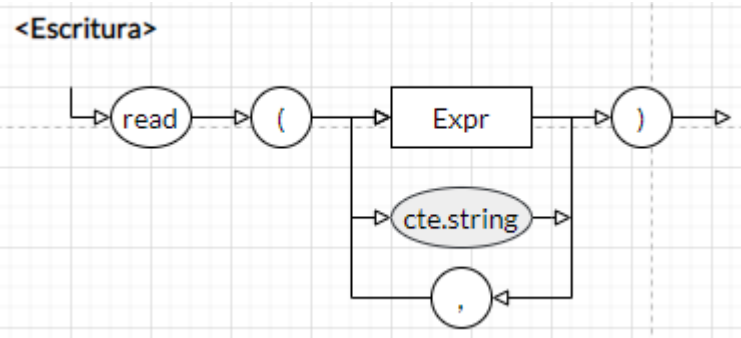 <Escritura>
read ( Expr )
cte.string
,